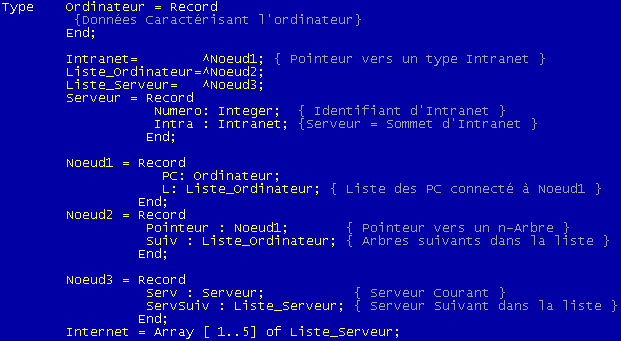 Type    Ordinateur = Record
         {Données Caractérisant l'ordinateur}
        End;
        Intranet=        ^Noeud1; { Pointeur vers un type Intranet }
        Liste_Ordinateur=^Noeud2;
        Liste_Serveur=   ^Noeud3;
        Serveur = Record
                   Numero: Integer;  { Identifiant d'Intranet }
                   Intra : Intranet; {Serveur = Sommet d'Intranet }
                  End;
        Noeud1 = Record
                    PC: Ordinateur;
                    L: Liste_Ordinateur; { Liste des PC connecté à Noeud1 }
                 End;
        Noeud2 = Record
                  Pointeur : Noeud1;       { Pointeur vers un n-Arbre }
                  Suiv : Liste_Ordinateur; { Arbres suivants dans la liste }
                 End;
        Noeud3 = Record
                  Serv : Serveur;           { Serveur Courant }
                  ServSuiv : Liste_Serveur; { Serveur Suivant dans la liste }
                 End;
        Internet = Array [ 1..5] of Liste_Serveur;